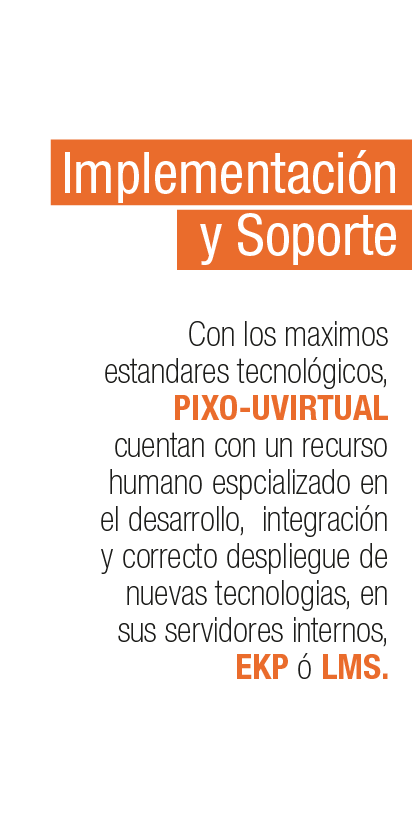 Implementación
y Soporte
Con los maximos
estandares tecnológicos,
PIXO-UVIRTUAL
cuentan con un recurso
humano espcializado en
el desarrollo,  integración
y correcto despliegue de
nuevas tecnologias, en
sus servidores internos,
EKP ó LMS.